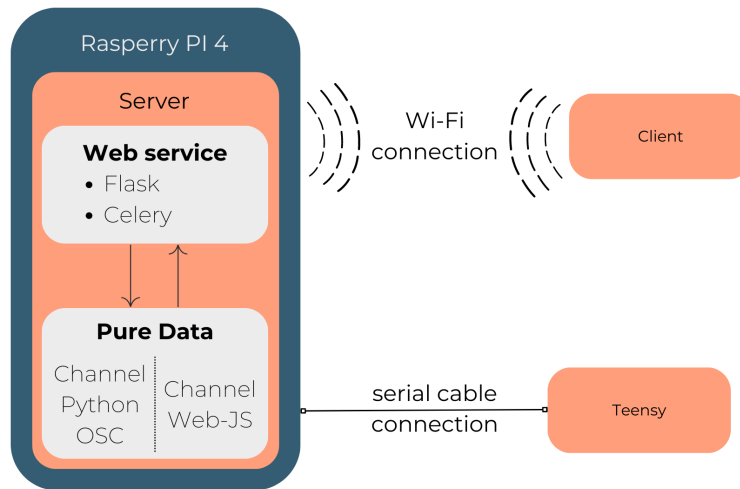 Rasperry PI 4
Server
Web service
• Flask
• Celery
Pure Data
Channel
Python
OSC
Channel
Web-JS
Wi-Fi
connection
Client
serial cable
connection
Teensy